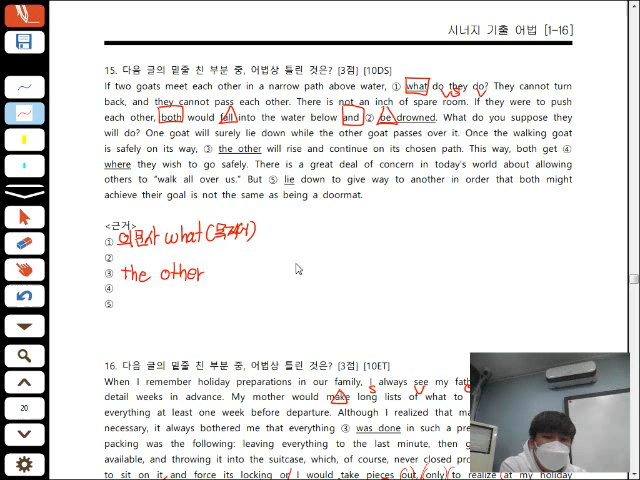 시너지 기출 어법 [1-16]
15. 다음 글의 밑줄 친 부분 중, 어법상 틀린 것은? [3점] [10DS]
If two goats meet each other in a narrow path above water, ① what do they do? They cannot turn
back, and they cannot pass each other. There is not an inch of spare room. If they were to push
each other, both would fall into the water below and ② be drowned. What do you suppose they
will do? One goat will surely lie down while the other goat passes over it. Once the walking goat
is safely on its way, ③ the other will rise and continue on its chosen path. This way, both get ④
where they wish to go safely. There is a great deal of concern in today's world about allowing
others to "walk all over us." But ⑤ lie down to give way to another in order that both might
achieve their goal is not the same as being a doormat.
<근거>
① 의문사 what (목적어)
②
③ the other
④
⑤
16. 다음 글의 밑줄 친 부분 중, 어법상 틀린 것은? [3점] [10ET]
When I remember holiday preparations in our family, I always see my
detail weeks in advance. My mother would make long lists of what to
everything at least one week before departure. Although I realized that
necessary, it always bothered me that everything ③ was done in such a
packing was the following: leaving everything to the last minute, then
available, and throwing it into the suitcase, which, of course, never closed
to sit on it and force its locking or I would take pieces out, only to realize
20